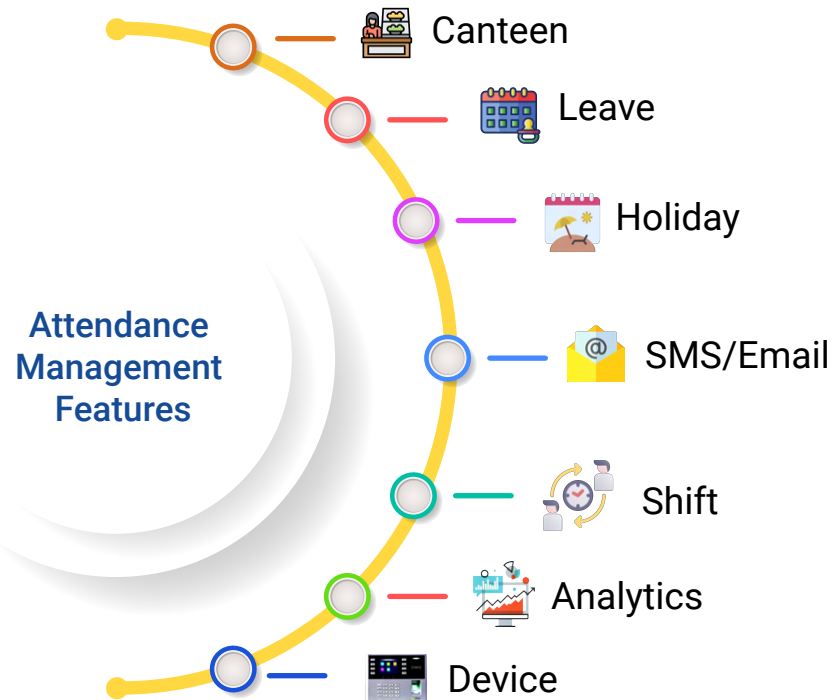 Canteen
Leave
Holiday
Attendance
Management
Features
@
SMS/Email
Shift
Analytics
Device